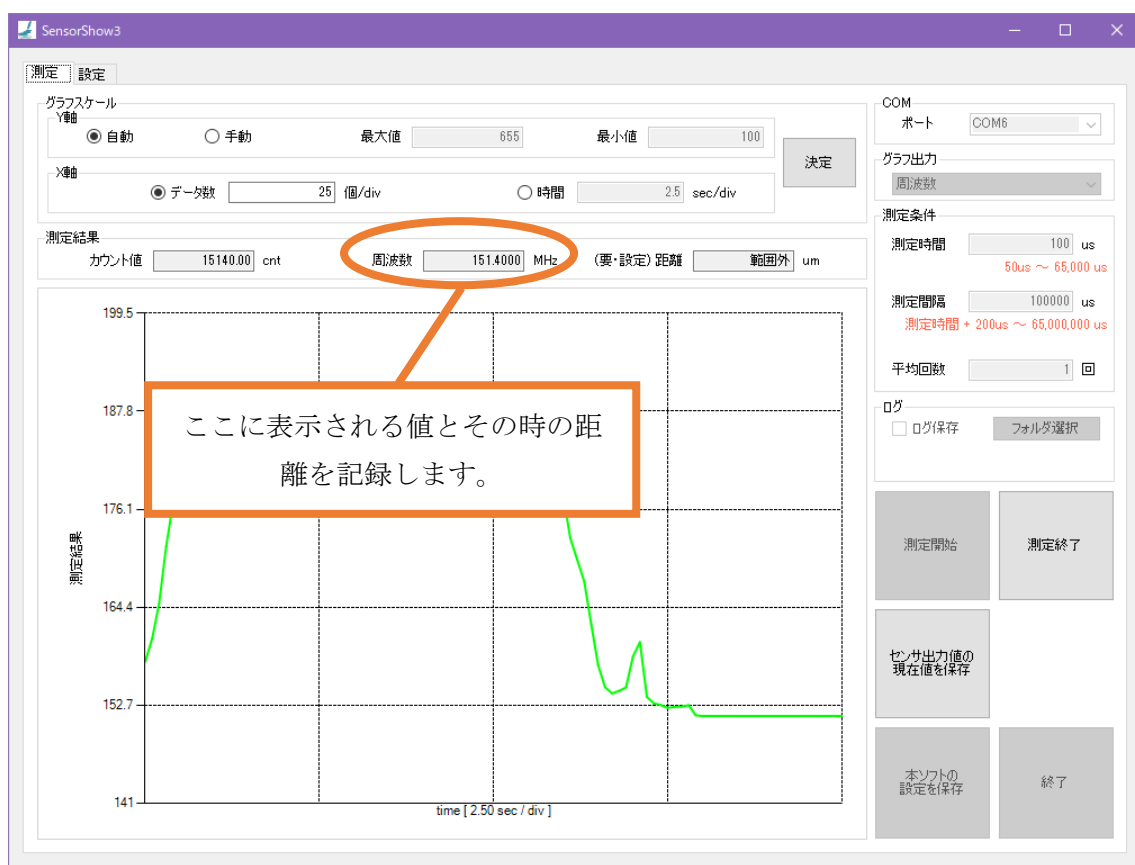 SensorShow3
測定 設定
グラフスケール
Y軸
自動 手動 最大値 655 最小値 100
決定
X軸
データ数 25 個/div 時間 2.5 sec/div
測定結果
カウント値 15140.00 cnt 周波数 151.4000 MHz (要・設定)距離 範囲外 um
199.5
187.8
176.1
164.4
152.7
141
測定結果
time [ 2.50 sec / div ]
ここに表示される値とその時の距
離を記録します。
COM
ポート COM6
グラフ出力
周波数
測定条件
測定時間 100 us
50us ～ 65,000 us
測定間隔 100000 us
測定時間 + 200us ～ 65,000,000 us
平均回数 1 回
ログ
ログ保存 フォルダ選択
測定開始 測定終了
センサ出力値の
現在値を保存
本ソフトの
設定を保存
終了